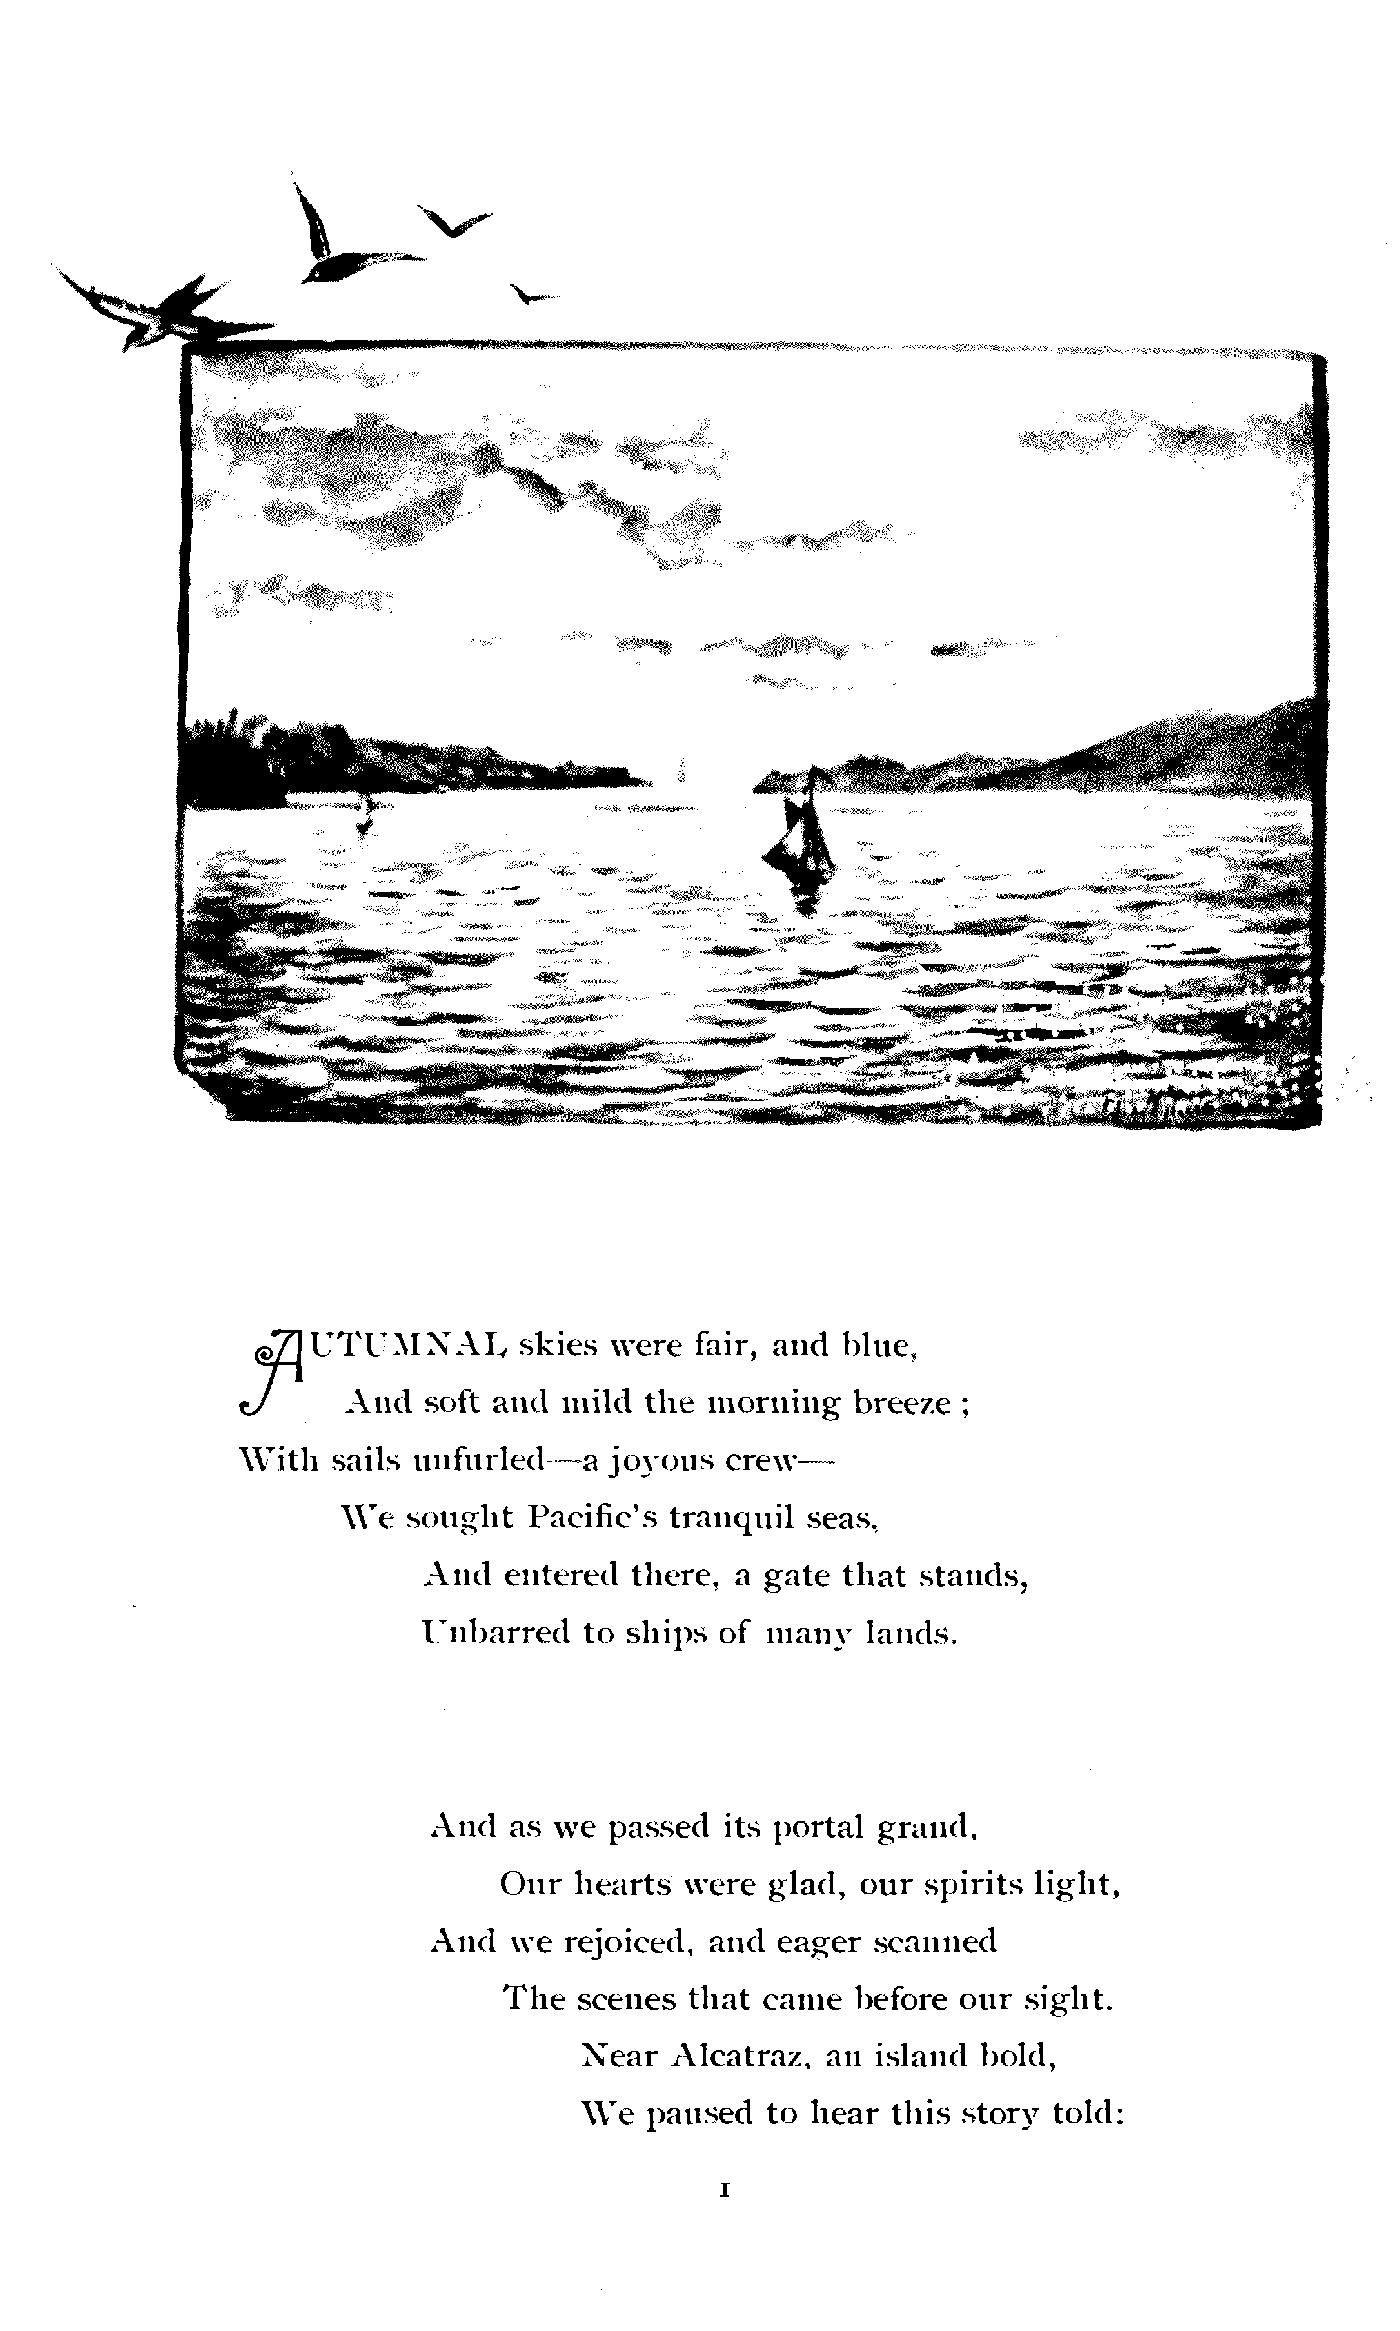 AUTUMNAL skies were fair, and blue,
And soft and mild the morning breeze ;
With sails unfurled—a joyous crew—
We sought Pacific's tranquil seas,
And entered there, a gate that stands,
Unbarred to ships of many lands.
And as we passed its portal grand,
Our hearts were glad, our spirits light,
And we rejoiced, and eager scanned
The scenes that came before our sight.
Near Alcatraz, an island bold,
We paused to hear this story told:
1